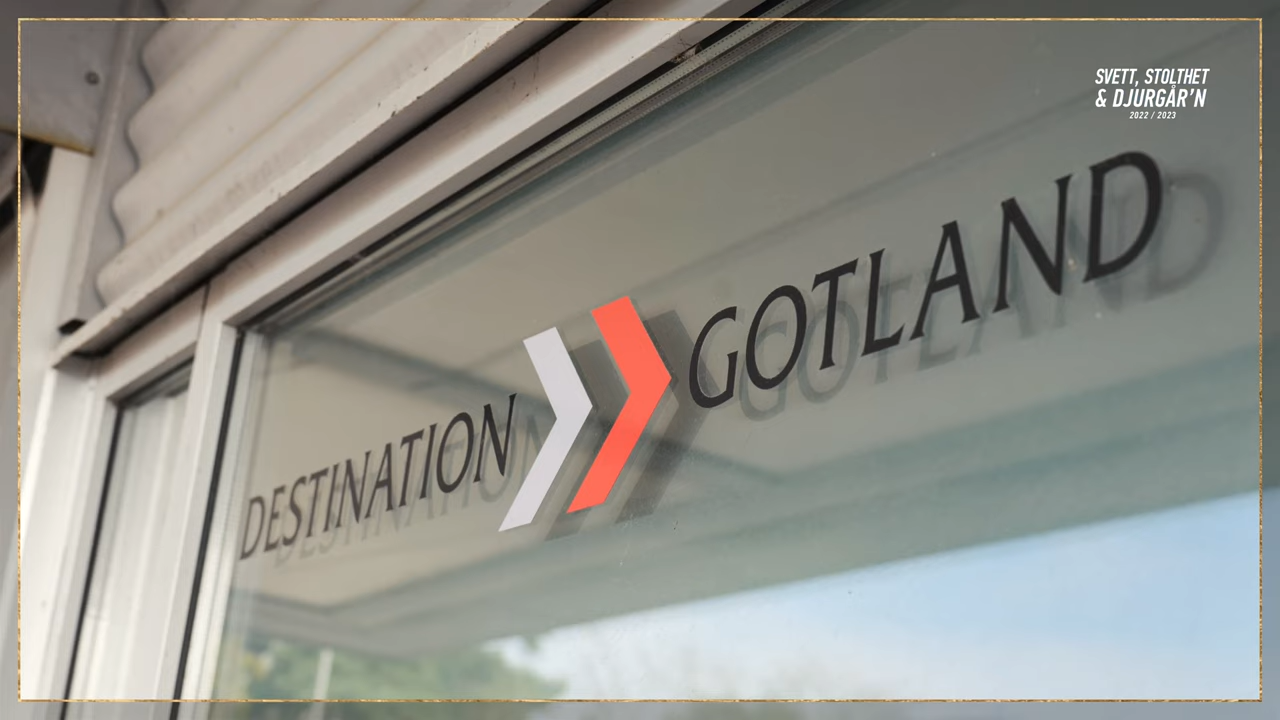 SVETT, STOLTHET
& DJURGÅR'N
2022 / 2023
DESTINATION GOTLAND